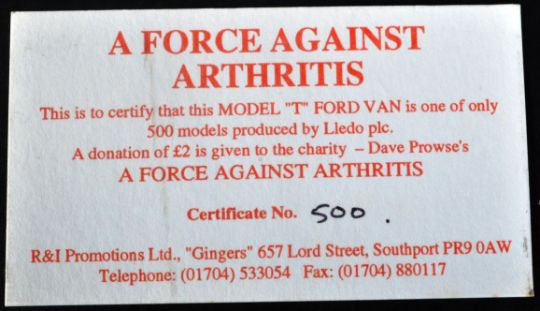 A FORCE AGAINST
ARTHRITIS
This is to certify that this MODEL "T" FORD VAN is one of only
500 models produced by Lledo plc.
A donation of £2 is given to the charity – Dave Prowse's
A FORCE AGAINST ARTHRITIS
Certificate No. 500 .
R&I Promotions Ltd., "Gingers" 657 Lord Street, Southport PR9 0AW
Telephone: (01704) 533054 Fax: (01704) 880117